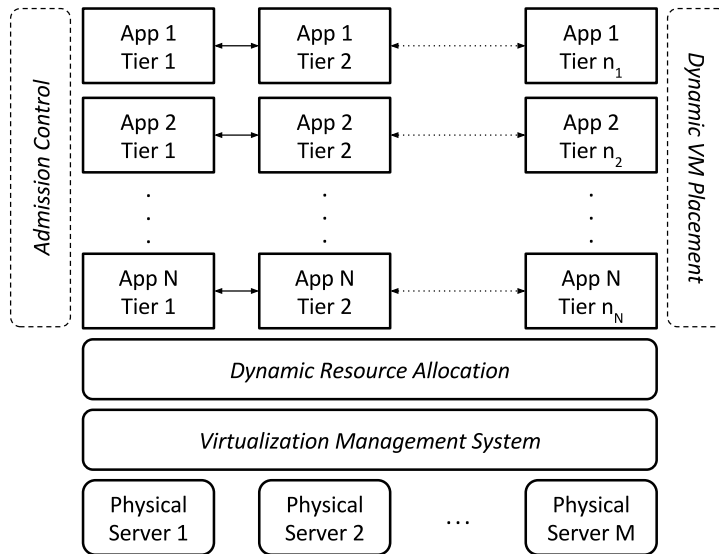 Admission Control
App 1
Tier 1
App 1
Tier 2
App 1
Tier n1
App 2
Tier 1
App 2
Tier 2
App 2
Tier n2
.
.
.
.
.
.
.
.
.
App N
Tier 1
App N
Tier 2
App N
Tier nN
Dynamic VM Placement
Dynamic Resource Allocation
Virtualization Management System
Physical
Server 1
Physical
Server 2
...
Physical
Server M